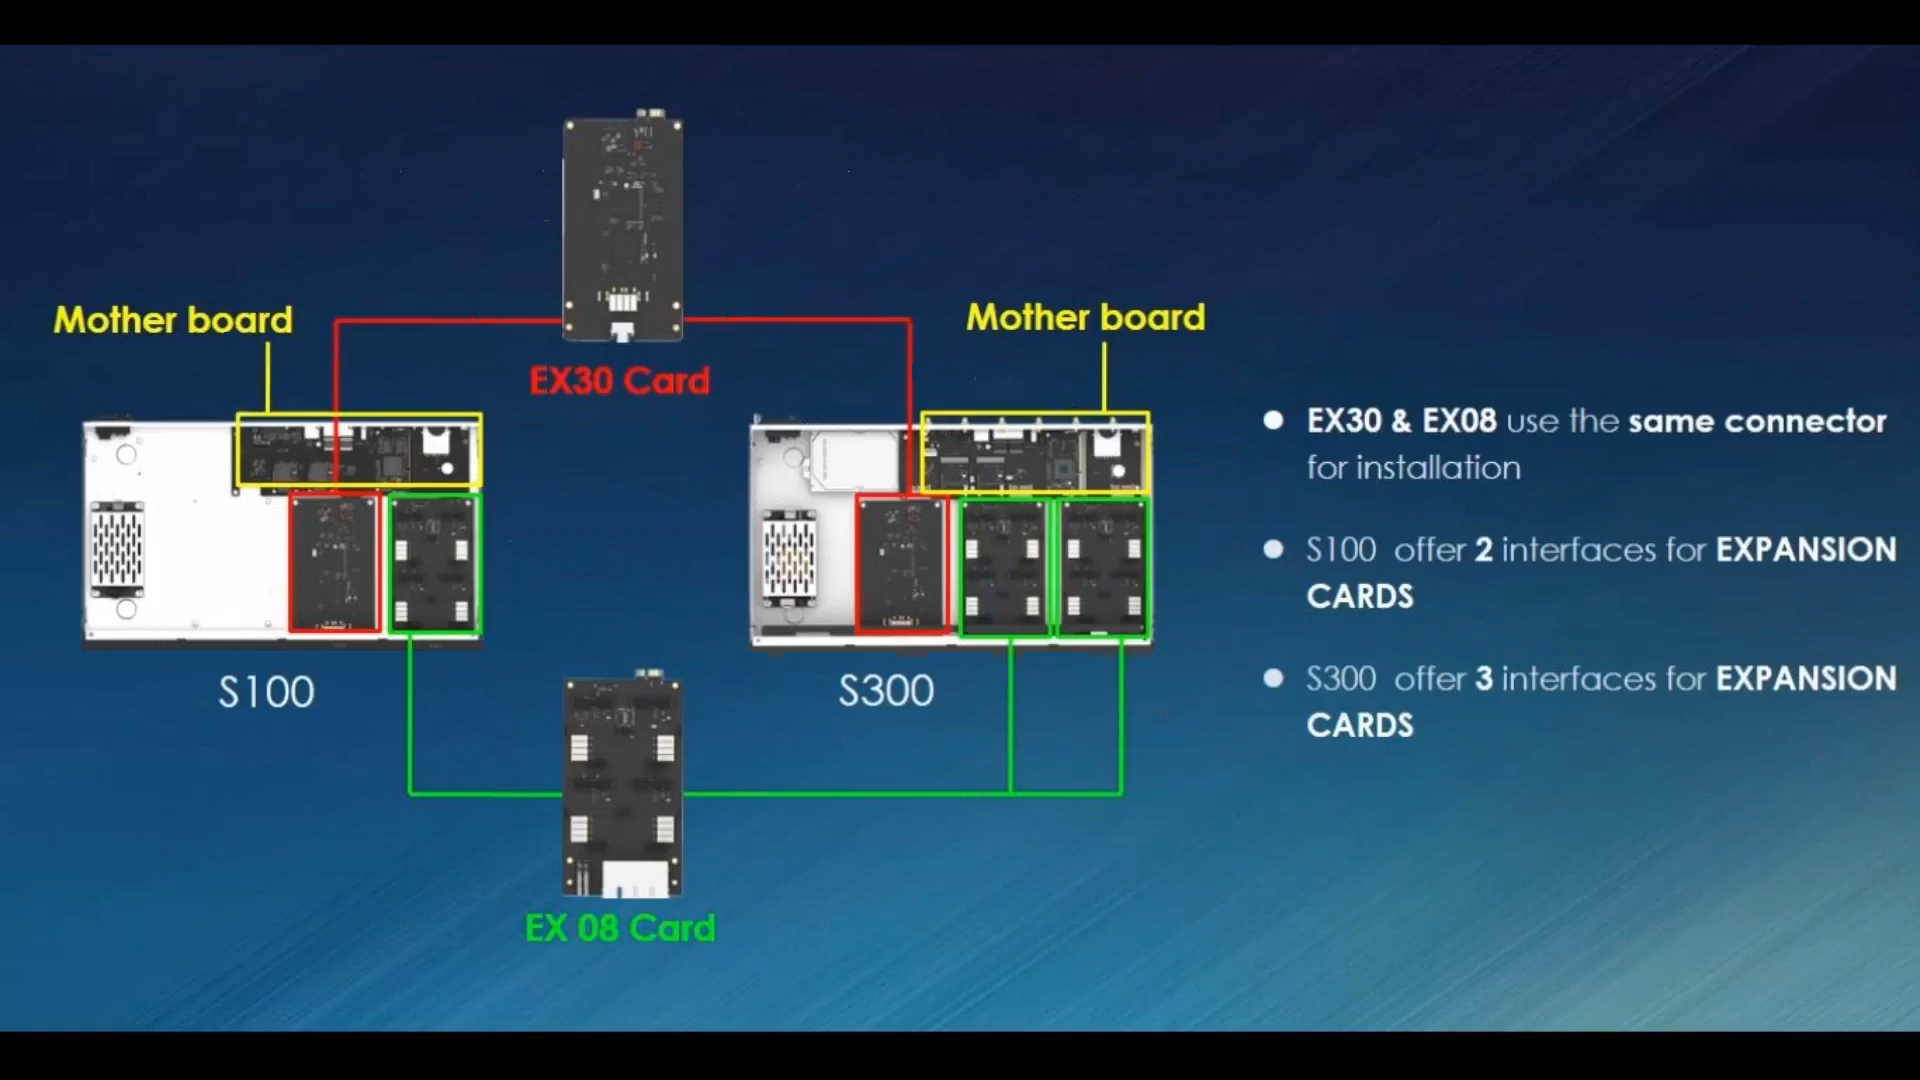 Mother board
EX30 Card
Mother board
S100
S300
EX 08 Card
EX30 & EX08 use the same connector
for installation
S100 offer 2 interfaces for EXPANSION
CARDS
S300 offer 3 interfaces for EXPANSION
CARDS